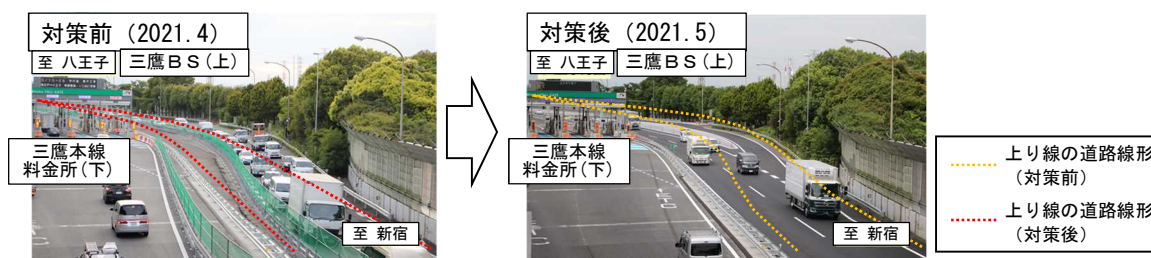 対策前（2021.4）
至 八王子
三鷹ＢＳ(上)
三鷹本線
料金所(下)
至 新宿
対策後（2021.5）
至 八王子
三鷹ＢＳ(上)
三鷹本線
料金所(下)
至 新宿
上り線の道路線形
（対策前）
上り線の道路線形
（対策後）